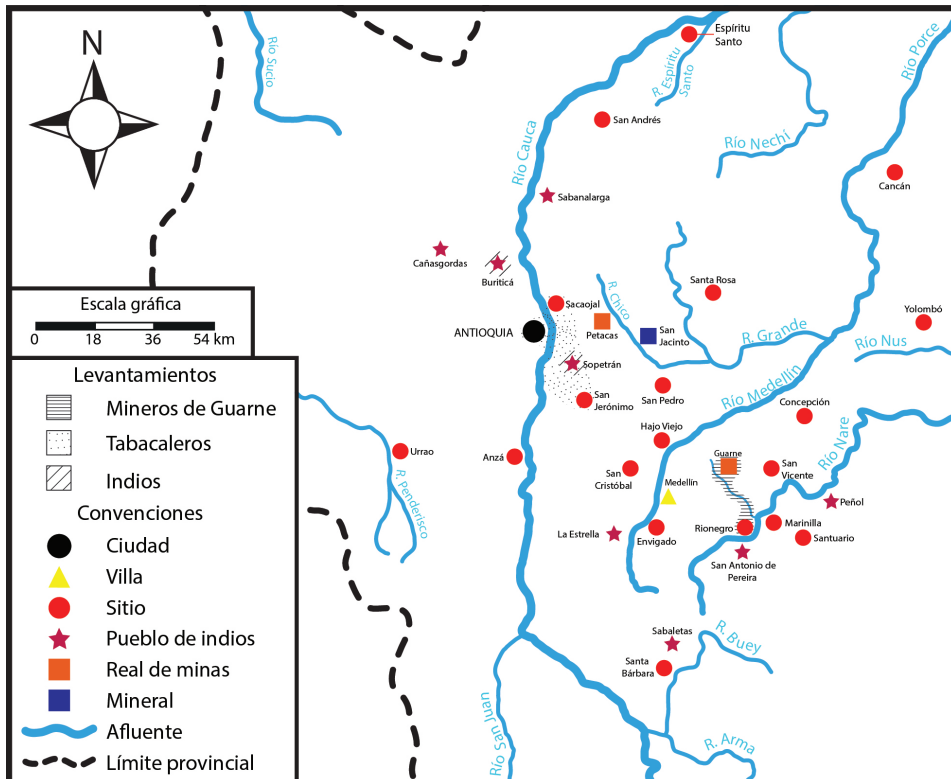 N
Río Sucio
Río Cauca
R. Espíritu
Santo
Espíritu
Santo
Río Porce
San Andrés
Río Nechí
Cancán
Sabanalarga
Cañasgordas
Buriticá
Escala gráfica
0 18 36 54 km
Sacaojal
R. Chico
Santa Rosa
ANTIOQUIA
Petacas
San
Jacinto
R. Grande
Yolombó
Río Nus
Sopetrán
San
Jerónimo
San Pedro
Río Medellín
Concepción
Levantamientos
Mineros de Guarne
Tabacaleros
Indios
Convenciones
Ciudad
Villa
Sitio
Pueblo de indios
Real de minas
Mineral
Afluente
Límite provincial
Urrao
R. Penderisco
Anzá
Hajo Viejo
San
Cristóbal
Medellín
Guarne
San
Vicente
Río Nare
Peñol
La Estrella
Envigado
Rionegro
Marinilla
Santuario
San Antonio de
Pereira
Sabaletas
Santa
Bárbara
R. Buey
Río San Juan
R. Arma